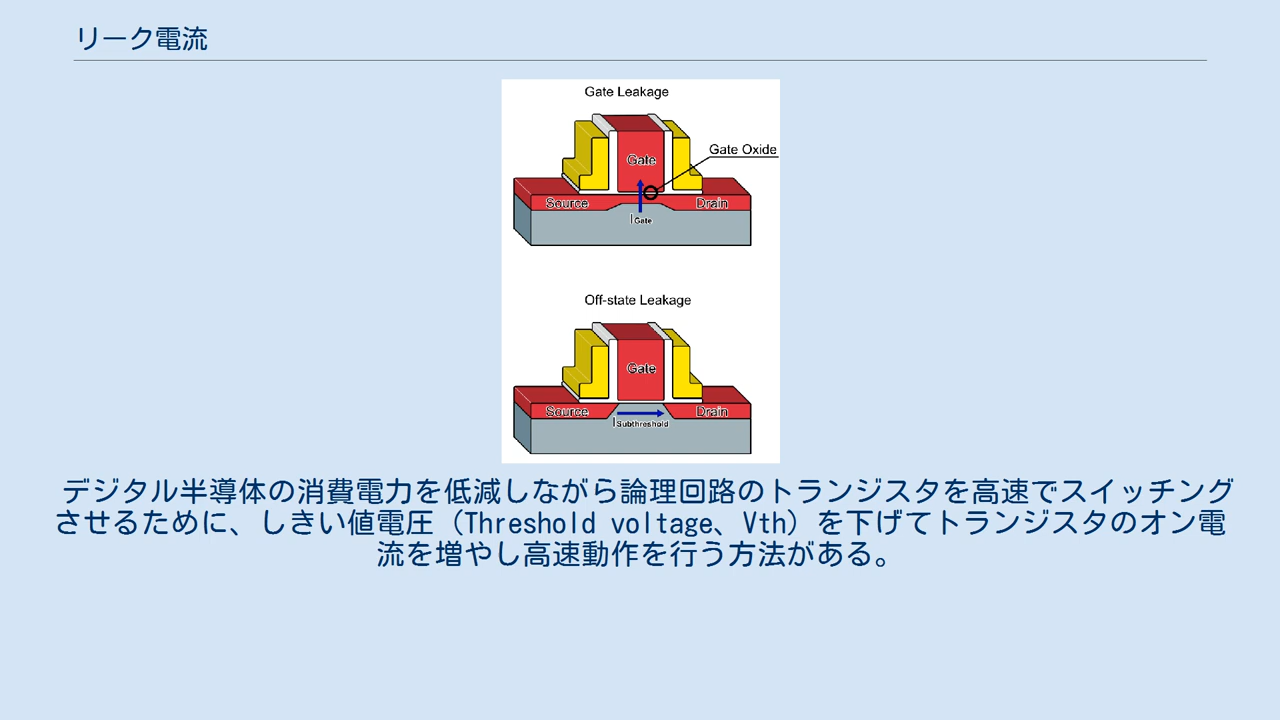 リーク電流
Gate Leakage
Gate Oxide
Gate
Source
Drain
IGate
Off-state Leakage
Gate
Source
Drain
ISubthreshold
デジタル半導体の消費電力を低減しながら論理回路のトランジスタを高速でスイッチング
させるために、しきい値電圧（Threshold voltage、Vth）を下げてトランジスタのオン電
流を増やし高速動作を行う方法がある。